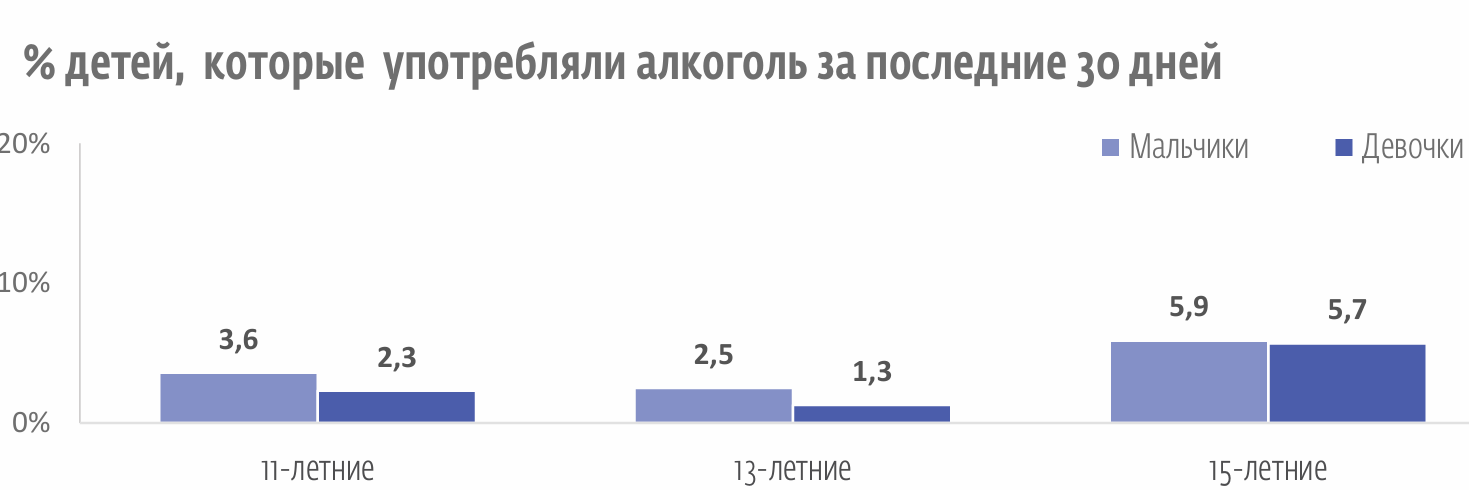 % детей, которые употребляли алкоголь за последние 30 дней
20%
Мальчики Девочки
10%
5,9 5,7
3,6 2,3 2,5 1,3
0%
11-летние 13-летние 15-летние